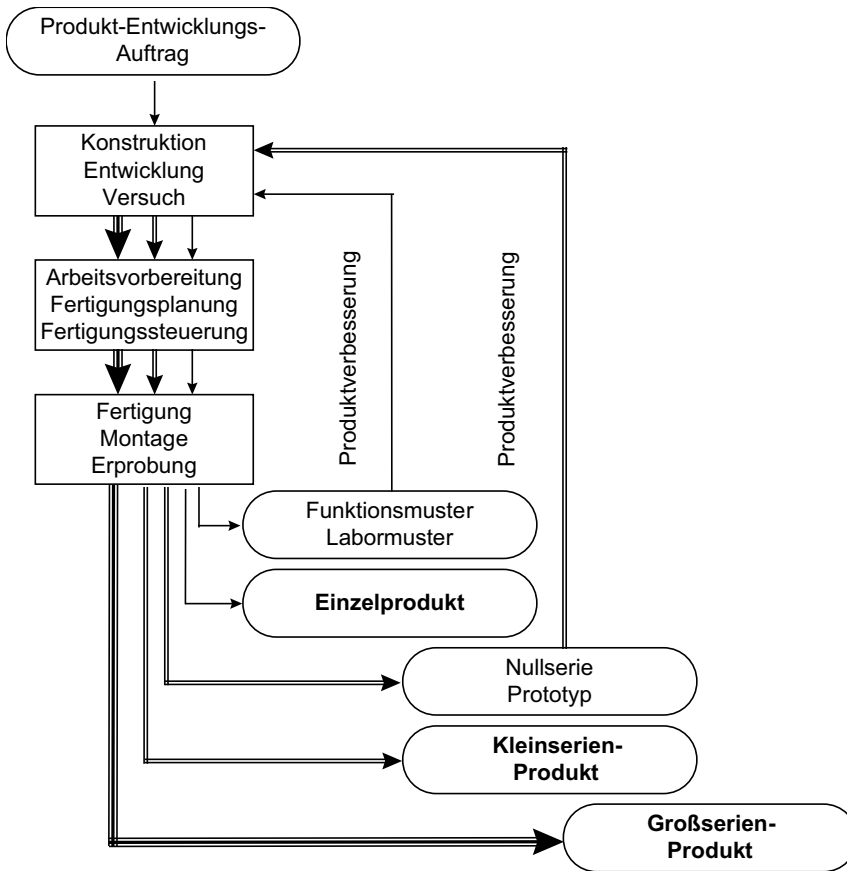 Produkt-Entwicklungs-
Auftrag
Konstruktion
Entwicklung
Versuch
Arbeitsvorbereitung
Fertigungsplanung
Fertigungssteuerung
Fertigung
Montage
Erprobung
Produktverbesserung
Produktverbesserung
Funktionsmuster
Labormuster
Einzelprodukt
Nullserie
Prototyp
Kleinserien-
Produkt
Großserien-
Produkt